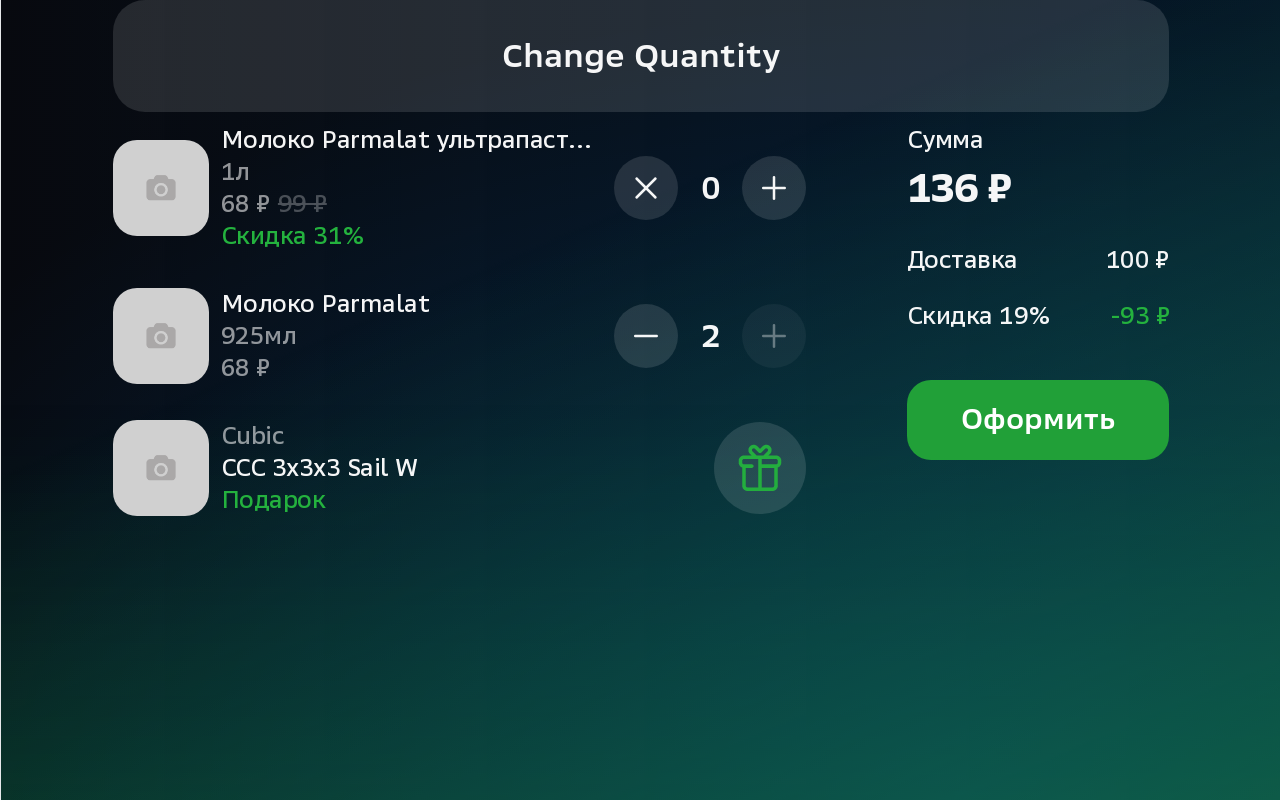 Change Quantity
Молоко Parmalat ультрапаст...
1л
68 ₽ 99 ₽
Скидка 31%
0
Молоко Parmalat
925мл
68 ₽
2
Cubic
ССС 3x3x3 Sail W
Подарок
Сумма
136 ₽
Доставка 100 ₽
Скидка 19% -93 ₽
Оформить